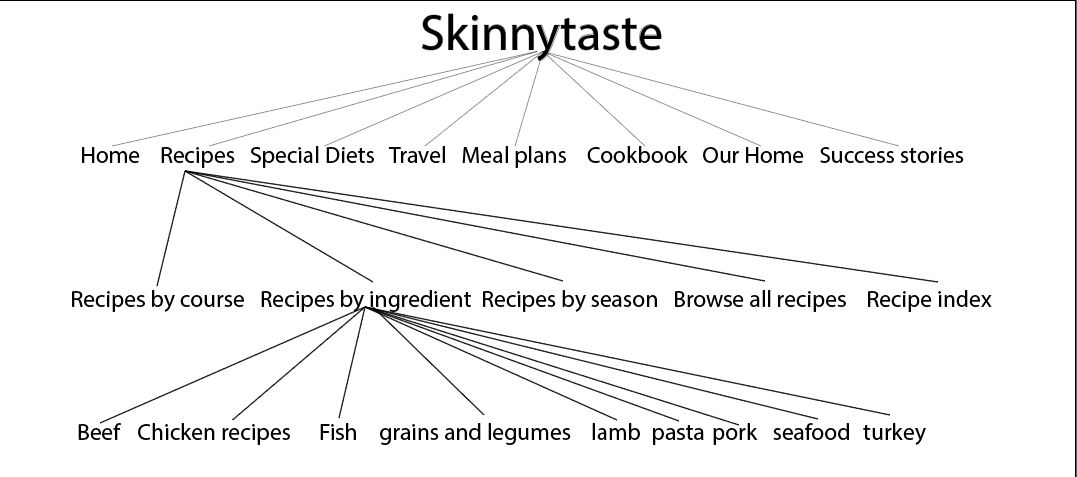 Skinnytaste
Home Recipes Special Diets Travel Meal plans Cookbook Our Home Success stories
Recipes by course Recipes by ingredient Recipes by season Browse all recipes Recipe index
Beef Chicken recipes Fish grains and legumes lamb pasta pork seafood turkey